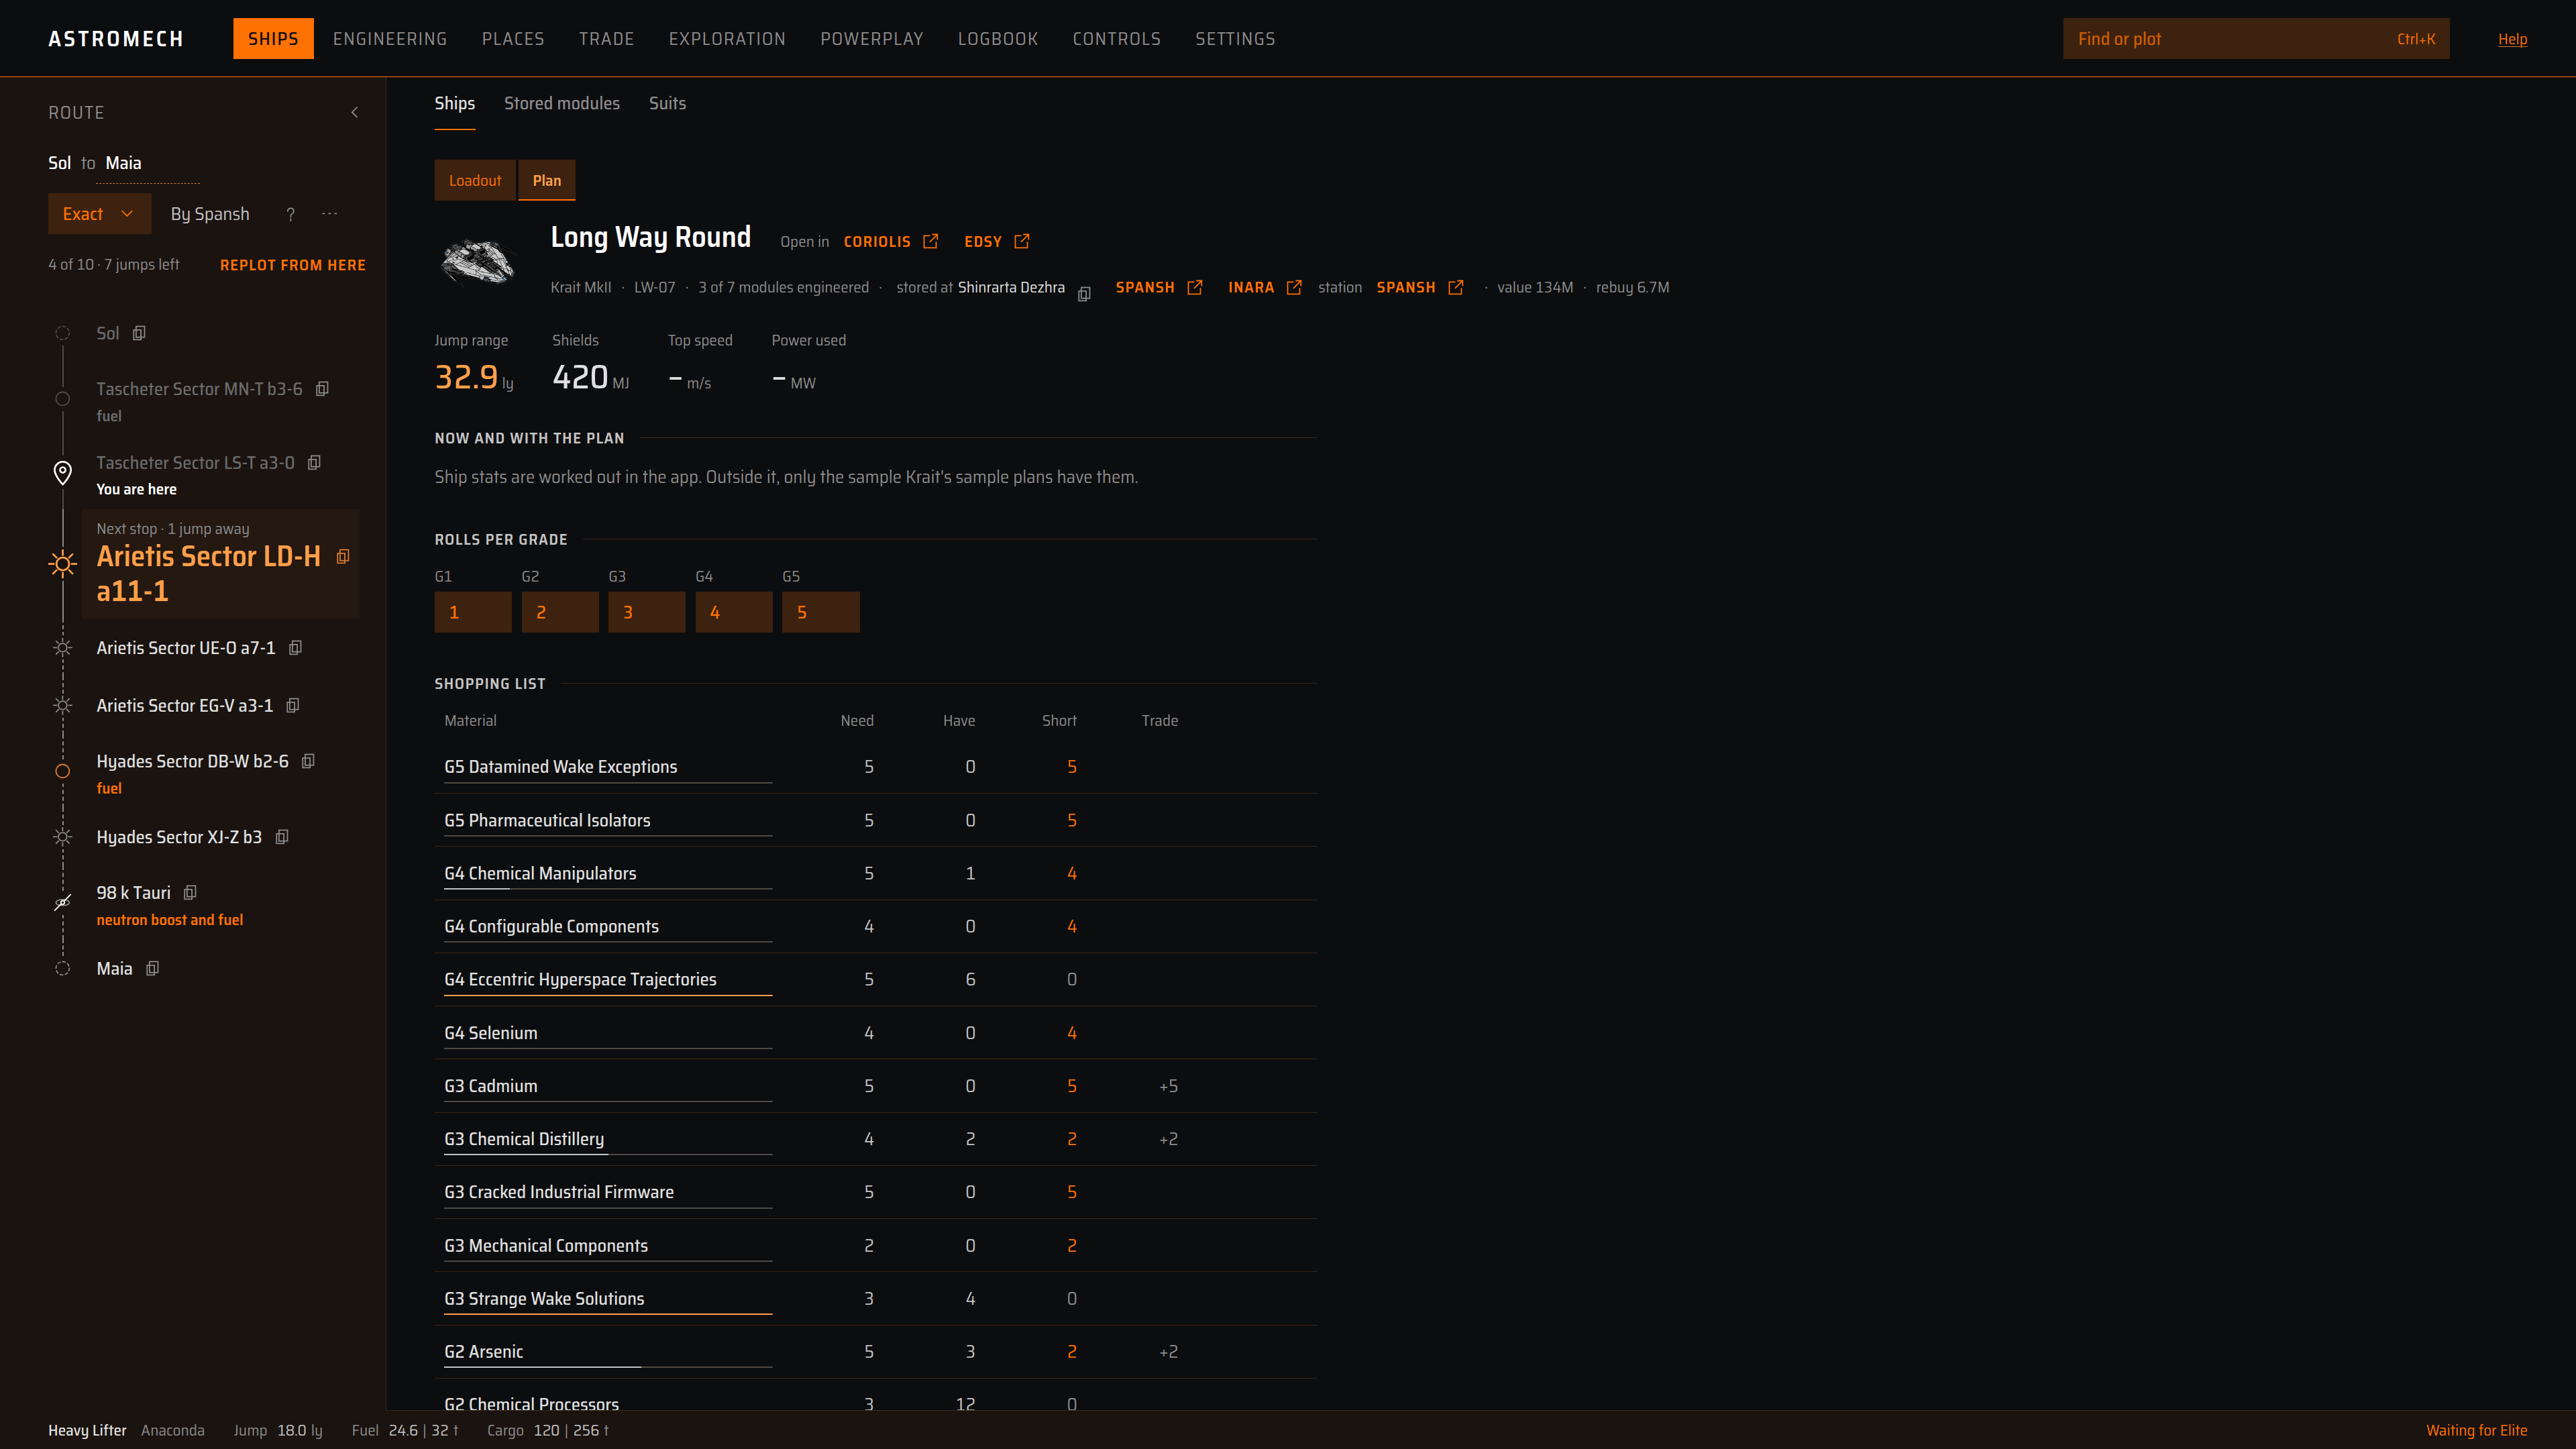 ASTROMECH SHIPS ENGINEERING PLACES TRADE EXPLORATION POWERPLAY LOGBOOK CONTROLS SETTINGS Find or plot Ctrl+K Help
ROUTE
Sol to Maia
Exact By Spansh ? ...
4 of 10 · 7 jumps left REPLOT FROM HERE
Sol
Tascheter Sector MN-T b3-6
fuel
Tascheter Sector LS-T a3-0
You are here
Next stop · 1 jump away
Arietis Sector LD-H
a11-1
Arietis Sector UE-O a7-1
Arietis Sector EG-V a3-1
Hyades Sector DB-W b2-6
fuel
Hyades Sector XJ-Z b3
98 k Tauri
neutron boost and fuel
Maia
Ships Stored modules Suits
Loadout Plan
Long Way Round Open in CORIOLIS EDSY
Krait MkII · LW-07 · 3 of 7 modules engineered · stored at Shinrarta Dezhra SPANSH INARA station SPANSH · value 134M · rebuy 6.7M
Jump range Shields Top speed Power used
32.9 ly 420 MJ – m/s – MW
NOW AND WITH THE PLAN
Ship stats are worked out in the app. Outside it, only the sample Krait's sample plans have them.
ROLLS PER GRADE
G1 G2 G3 G4 G5
1 2 3 4 5
SHOPPING LIST
Material Need Have Short Trade
G5 Datamined Wake Exceptions 5 0 5
G5 Pharmaceutical Isolators 5 0 5
G4 Chemical Manipulators 5 1 4
G4 Configurable Components 4 0 4
G4 Eccentric Hyperspace Trajectories 5 6 0
G4 Selenium 4 0 4
G3 Cadmium 5 0 5 +5
G3 Chemical Distillery 4 2 2 +2
G3 Cracked Industrial Firmware 5 0 5
G3 Mechanical Components 2 0 2
G3 Strange Wake Solutions 3 4 0
G2 Arsenic 5 3 2 +2
G2 Chemical Processors 3 12 0
Heavy Lifter Anaconda Jump 18.0 ly Fuel 24.6 | 32 t Cargo 120 | 256 t Waiting for Elite